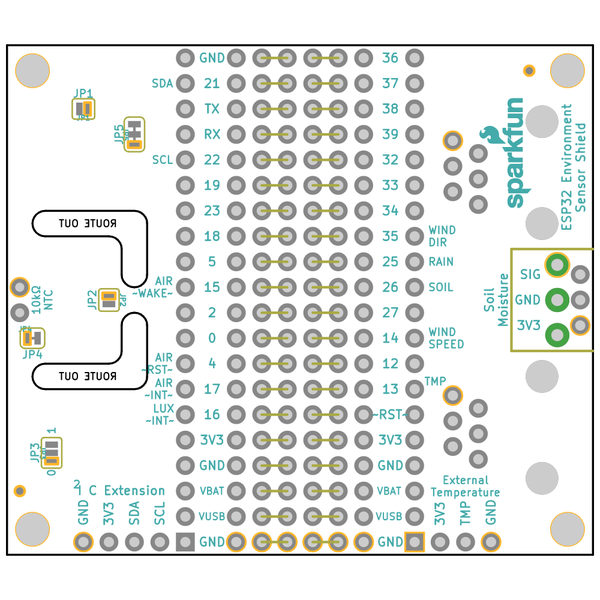 GND 36
JP1
JP1
SDA 21 37
TX 38
JP5
RX 39
SCL 22 32
19 33
23 34
sparkfun
ESP32 Environment
Sensor Shield
ROUTE OUT
18 35 WIND
DIR
5 25 RAIN
AIR
~WAKE~
15 26 SOIL
10kΩ
NTC
JP2
JP2
2 27
Soil
Moisture
SIG
GND
3V3
0 14 WIND
SPEED
JP4
JP4
AIR
~RST~
4 12
ROUTE OUT
AIR
~INT~
17 13 TMP
LUX
~INT~
16 ~RST~
3V3 3V3
JP3
1
0
GND GND
I2C Extension
VBAT VBAT
External
Temperature
VUSB VUSB
GND 3V3 SDA SCL
GND GND
3V3 TMP GND